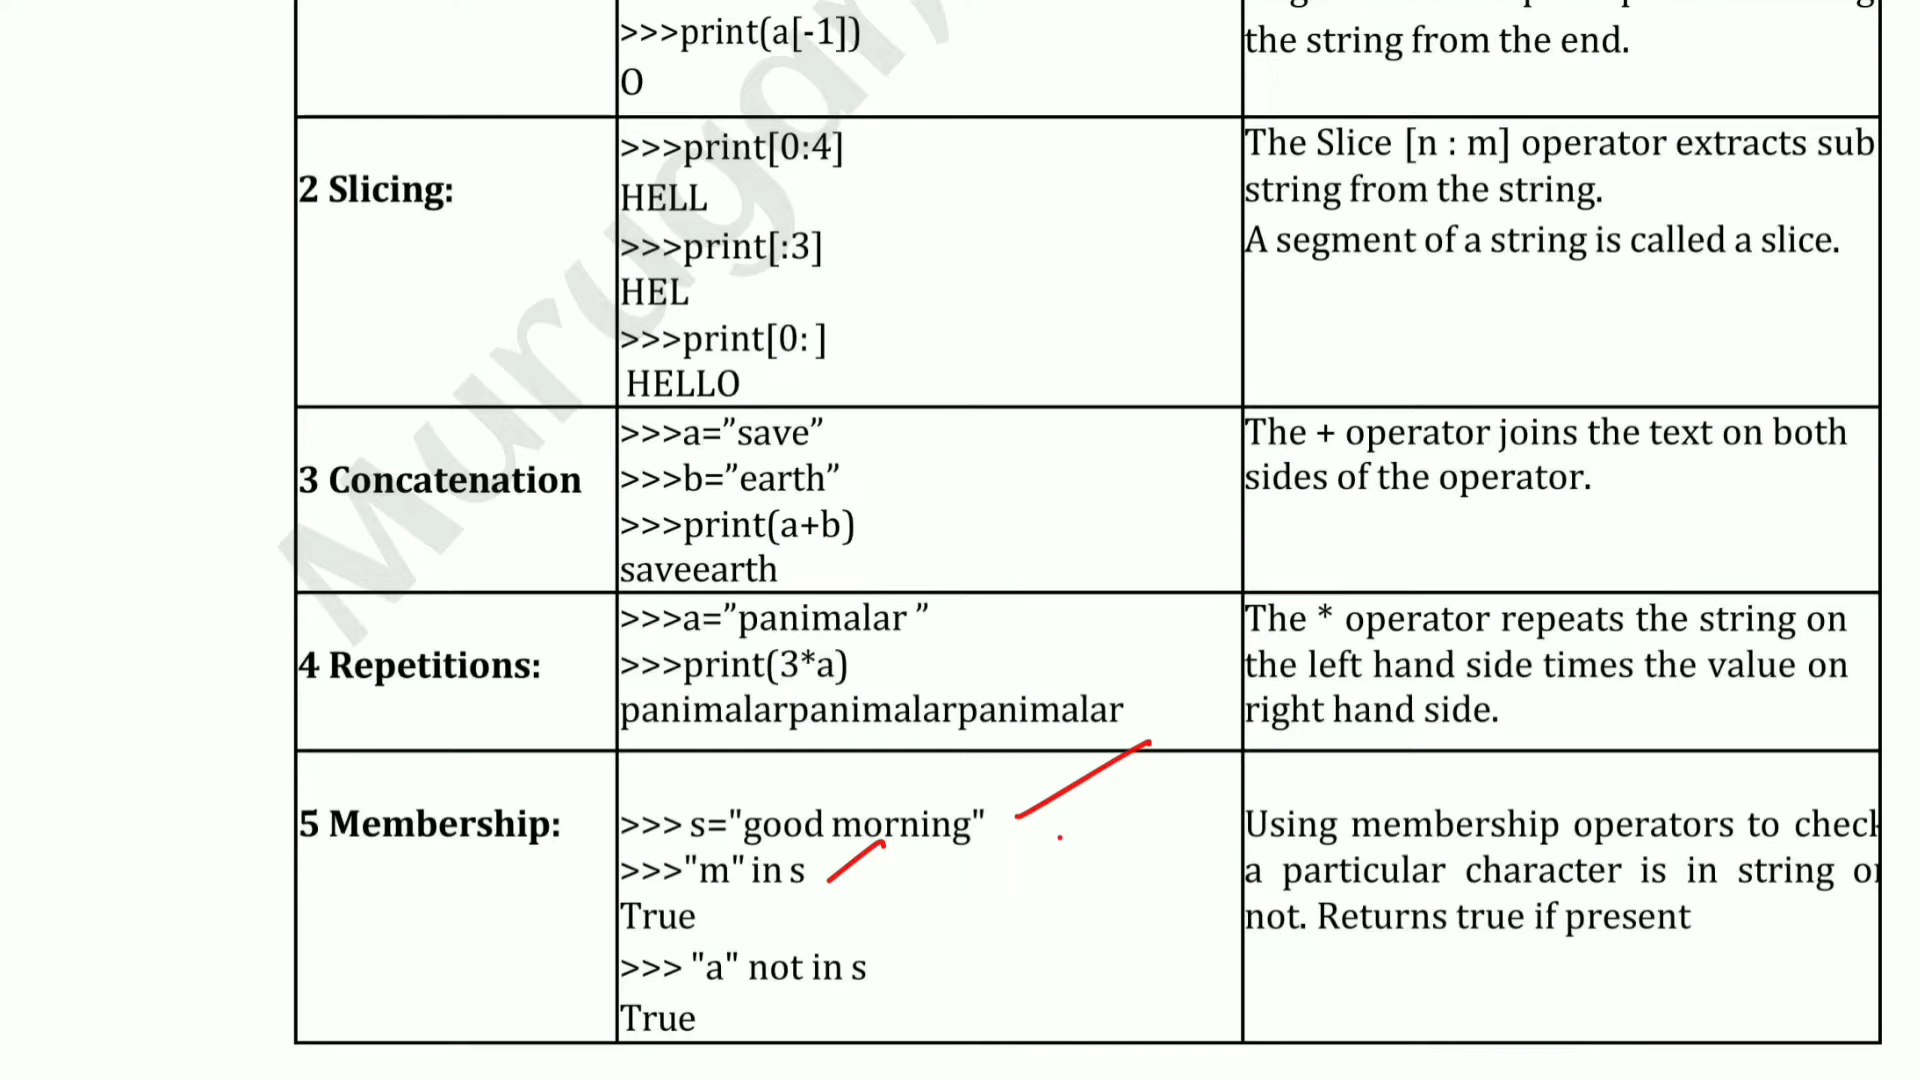 >>>print(a[-1])
O
the string from the end.
2 Slicing:
>>>print[0:4]
HELL
>>>print[:3]
HEL
>>>print[0: ]
HELLO
The Slice [n : m] operator extracts sub
string from the string.
A segment of a string is called a slice.
3 Concatenation
>>>a=”save”
>>>b=”earth”
>>>print(a+b)
saveearth
The + operator joins the text on both
sides of the operator.
4 Repetitions:
>>>a=”panimalar ”
>>>print(3*a)
panimalarpanimalarpanimalar
The * operator repeats the string on
the left hand side times the value on
right hand side.
5 Membership:
>>> s="good morning"
>>>"m" in s
True
>>> "a" not in s
True
Using membership operators to check
a particular character is in string or
not. Returns true if present